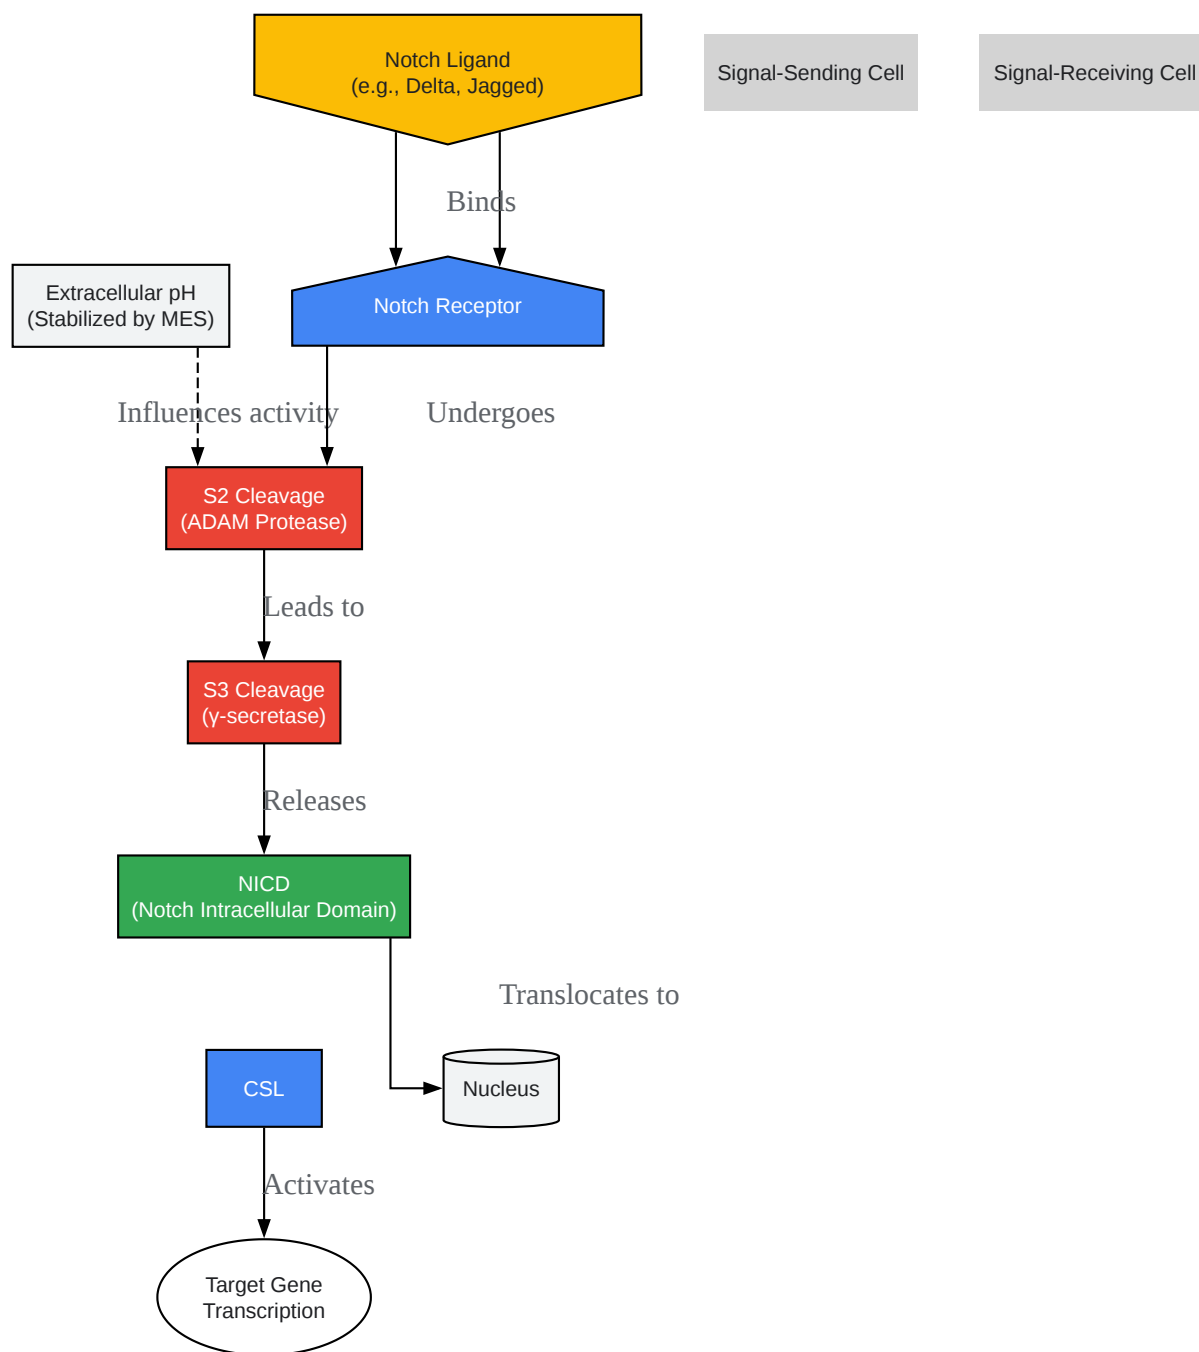 Notch Ligand
(e.g., Delta, Jagged)
Signal-Sending Cell
Signal-Receiving Cell
Binds
Extracellular pH
(Stabilized by MES)
Notch Receptor
Influences activity
Undergoes
S2 Cleavage
(ADAM Protease)
Leads to
S3 Cleavage
(γ-secretase)
Releases
NICD
(Notch Intracellular Domain)
Translocates to
CSL
Nucleus
Activates
Target Gene
Transcription